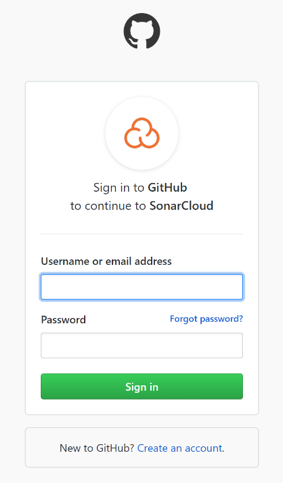 Sign in to GitHub
to continue to SonarCloud
Username or email address
Password Forgot password?
Sign in
New to GitHub? Create an account.